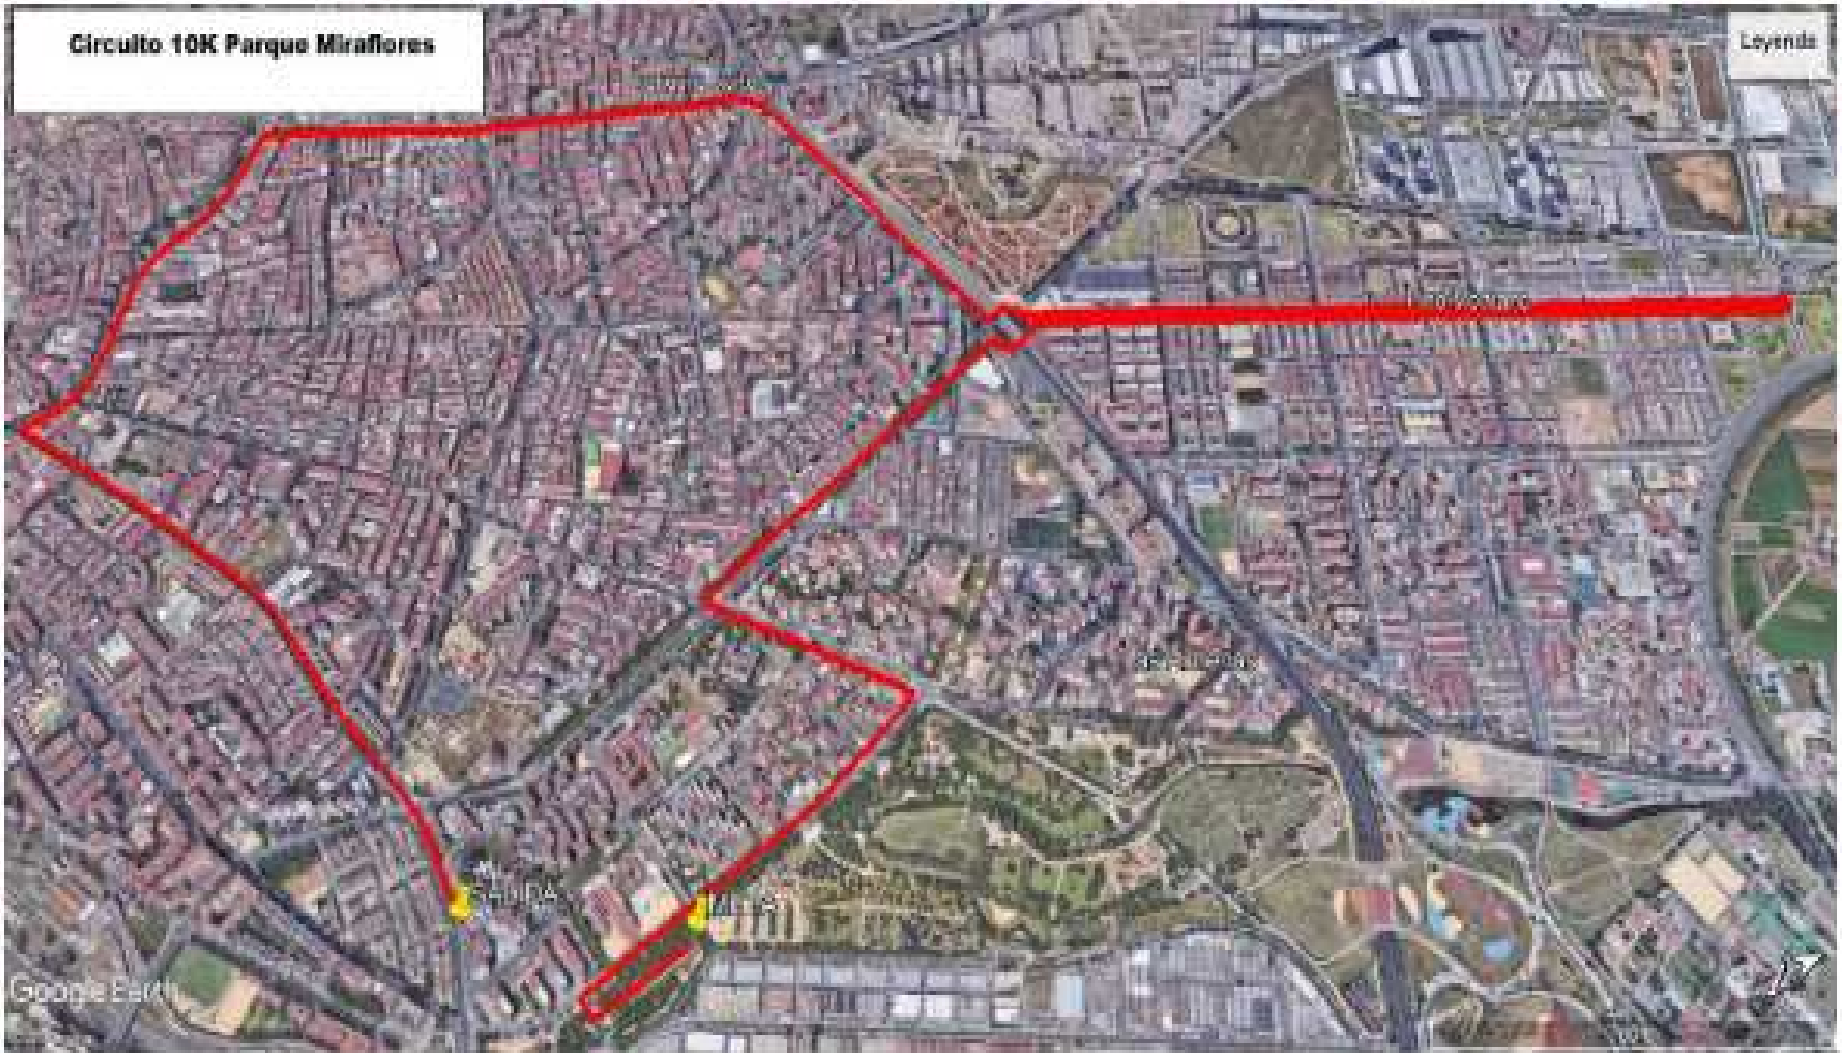 Circuito 10K Parque Miraflores
Leyenda
SALIDA
META
Google Earth